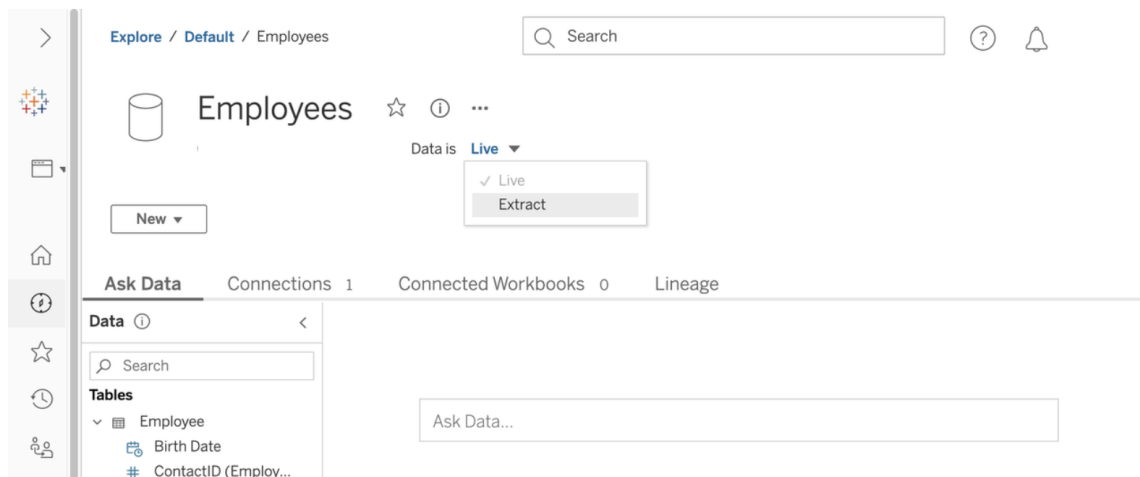 Explore / Default / Employees
Search
Employees
Data is Live
Live
Extract
New
Ask Data
Connections 1
Connected Workbooks 0
Lineage
Data
Search
Tables
Employee
Birth Date
ContactID (Employ...
Ask Data...